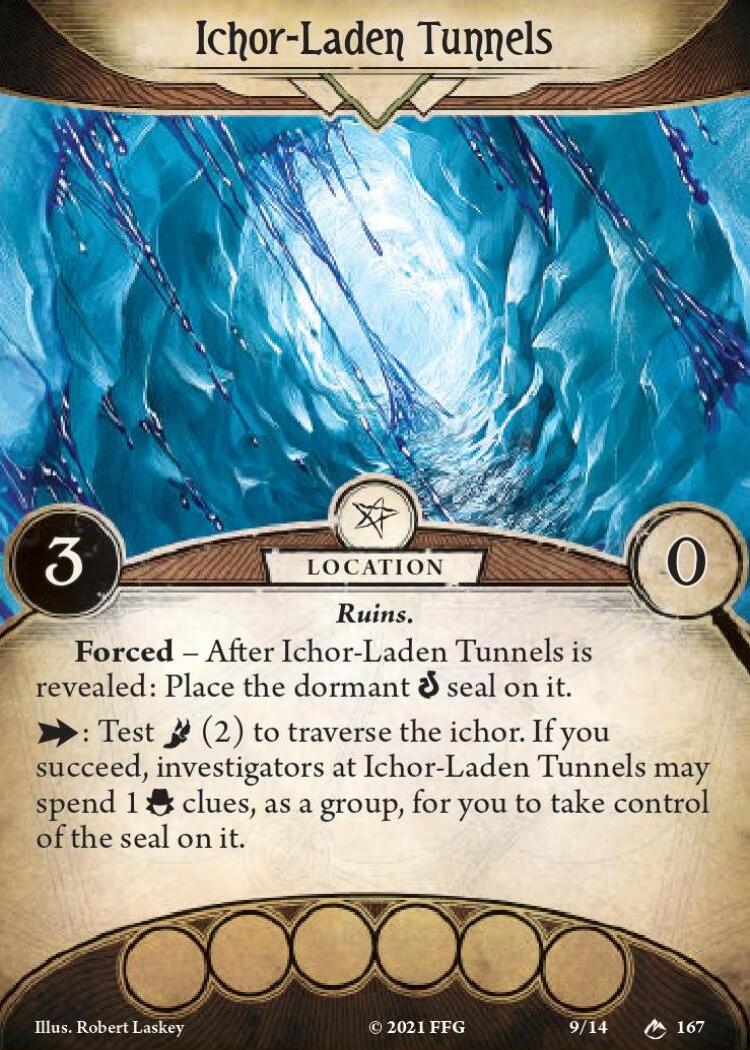 Ichor-Laden Tunnels
3
LOCATION
0
Ruins.
Forced – After Ichor-Laden Tunnels is
revealed: Place the dormant seal on it.
: Test (2) to traverse the ichor. If you
succeed, investigators at Ichor-Laden Tunnels may
spend 1 clues, as a group, for you to take control
of the seal on it.
Illus. Robert Laskey
© 2021 FFG
9/14
167